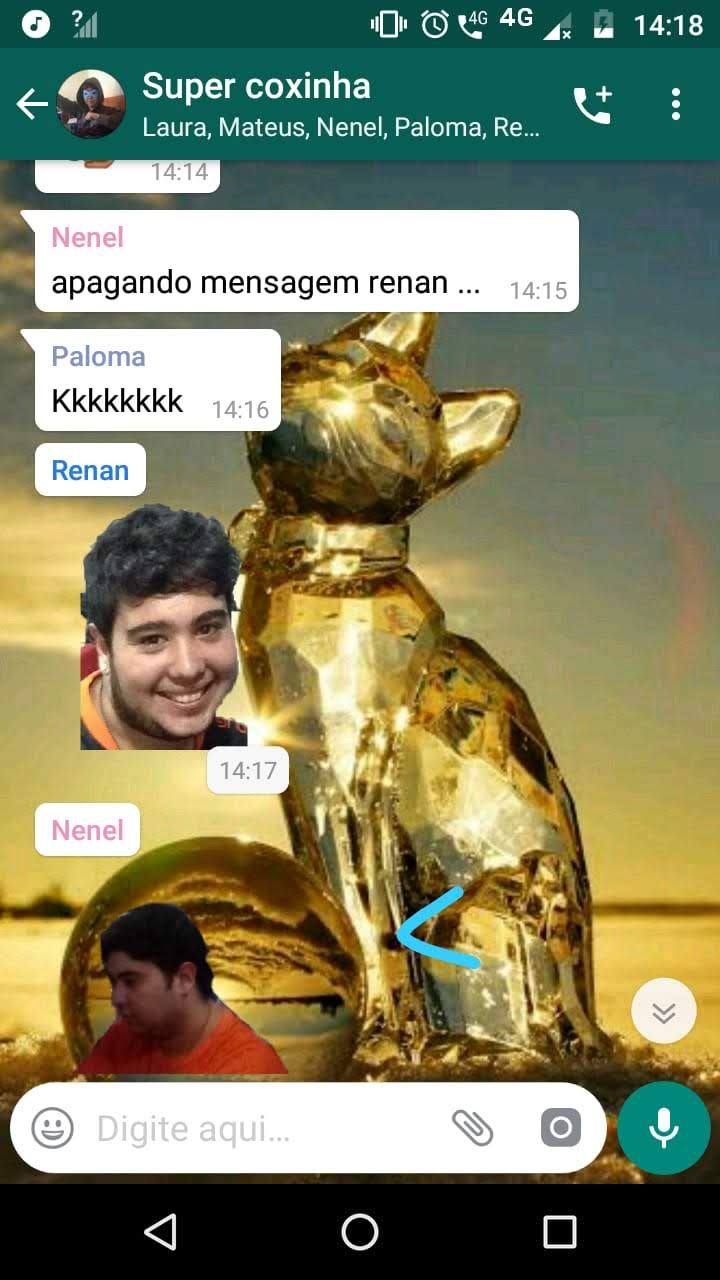 ? 4G 4G 14:18
Super coxinha
Laura, Mateus, Nenel, Paloma, Re...
14:14
Nenel
apagando mensagem renan ... 14:15
Paloma
Kkkkkkkk 14:16
Renan
14:17
Nenel
Digite aqui...